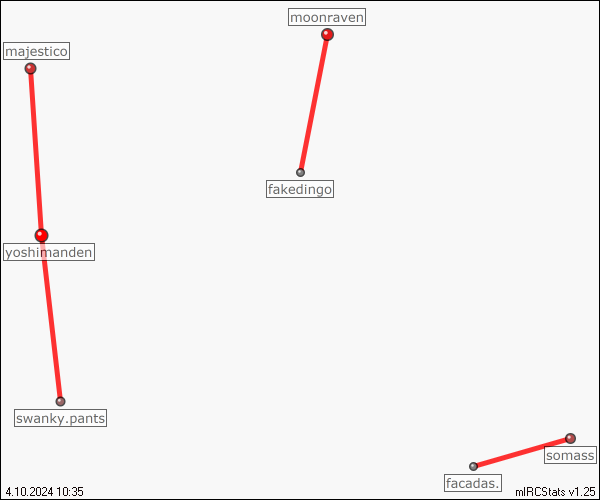 moonraven
majestico
fakedingo
yoshimanden
swanky.pants
somass
facadas.
4.10.2024 10:35
mIRCStats v1.25